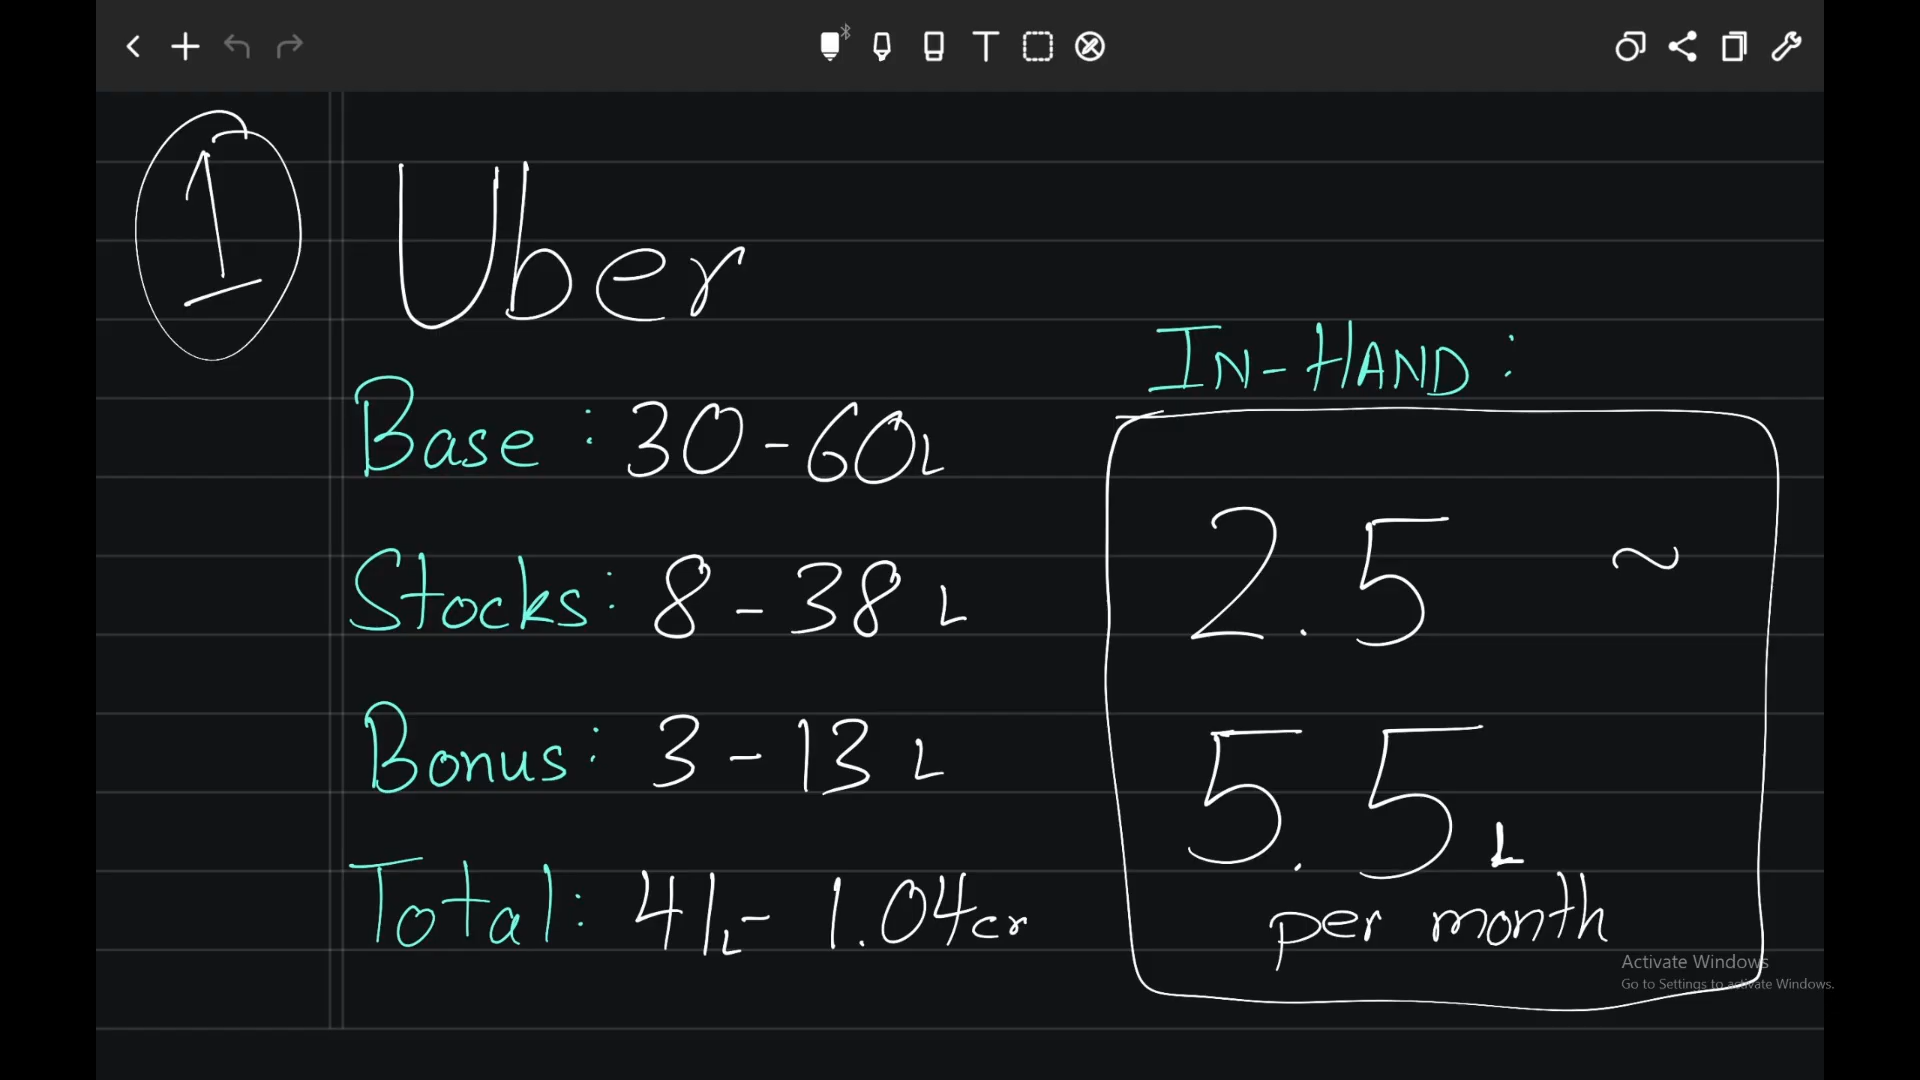 1
Uber
Base : 30 - 60L
Stocks : 8 - 38 L
Bonus : 3 - 13 L
Total : 41L - 1.04cr
IN-HAND :
2.5 ~
5.5L
per month
Activate Windows
Go to Settings to activate Windows.